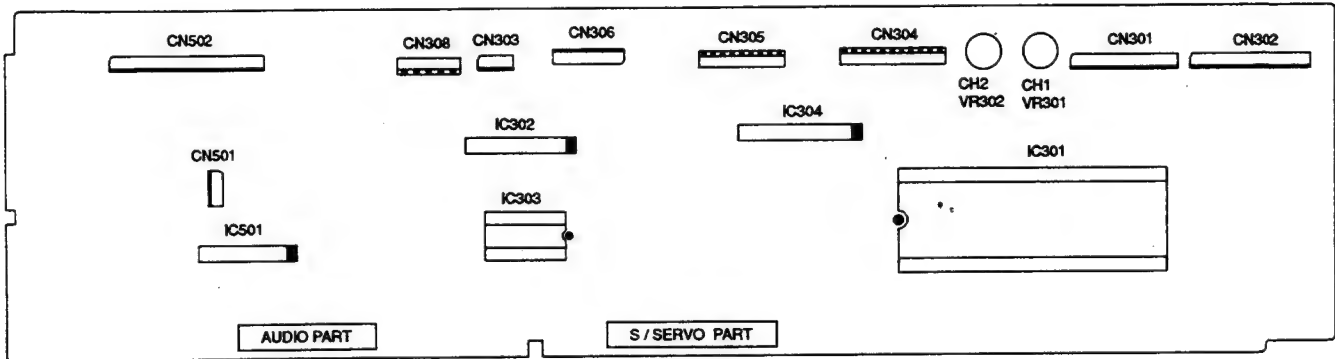 CN502
CN308
CN303
CN306
CN305
CN304
CN301
CN302
CH2
VR302
CH1
VR301
IC302
IC304
IC301
CN501
IC303
IC501
AUDIO PART
S / SERVO PART